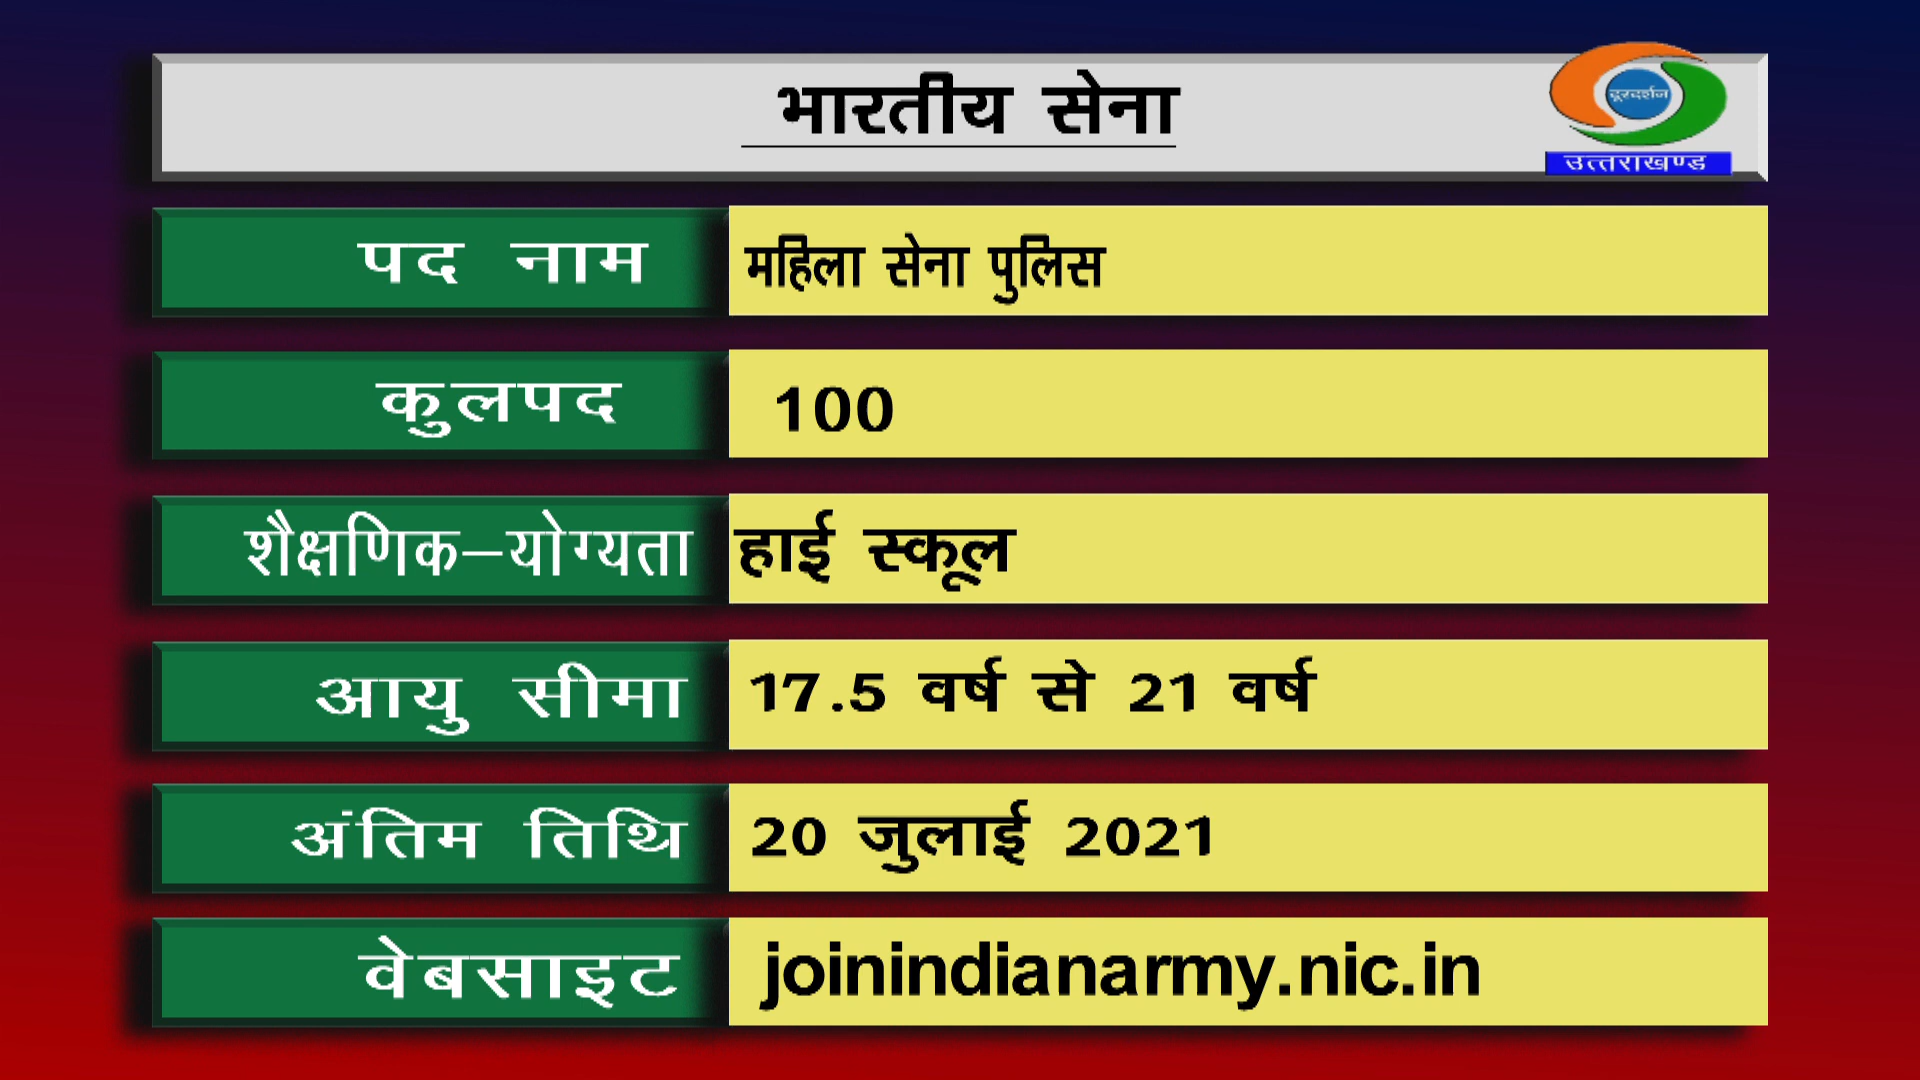 भारतीय सेना
दूरदर्शन
उत्तराखण्ड
पद नाम महिला सेना पुलिस
कुलपद 100
शैक्षणिक–योग्यता हाई स्कूल
आयु सीमा 17.5 वर्ष से 21 वर्ष
अंतिम तिथि 20 जुलाई 2021
वेबसाइट joinindianarmy.nic.in